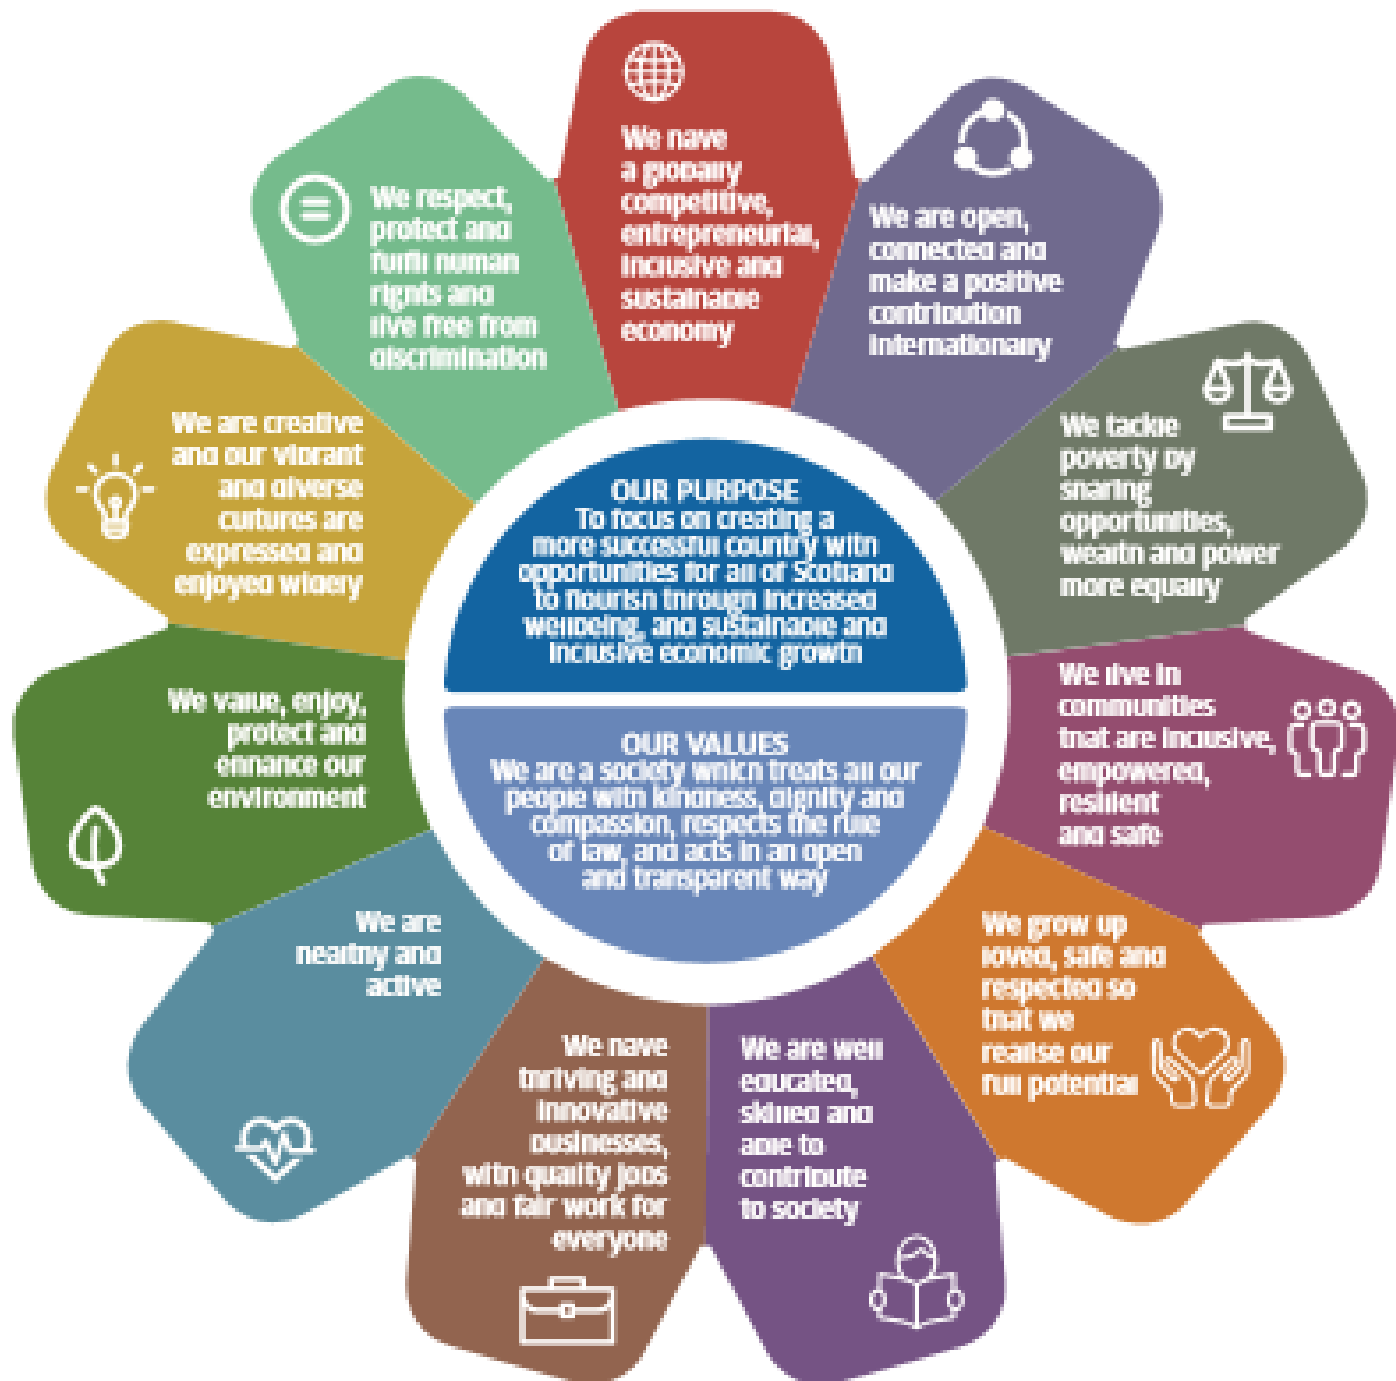 We have
a globally
competitive,
entrepreneurial,
inclusive and
sustainable
economy
We are open,
connected and
make a positive
contribution
internationally
We tackle
poverty by
sharing
opportunities,
wealth and power
more equally
We live in
communities
that are inclusive,
empowered,
resilient
and safe
We grow up
loved, safe and
respected so
that we
realise our
full potential
We are well
educated,
skilled and
able to
contribute
to society
We have
thriving and
innovative
businesses,
with quality jobs
and fair work for
everyone
We are
healthy and
active
We value, enjoy,
protect and
enhance our
environment
We are creative
and our vibrant
and diverse
cultures are
expressed and
enjoyed widely
We respect,
protect and
fulfil human
rights and
live free from
discrimination
OUR PURPOSE
To focus on creating a
more successful country with
opportunities for all of Scotland
to flourish through increased
wellbeing, and sustainable and
inclusive economic growth
OUR VALUES
We are a society which treats all our
people with kindness, dignity and
compassion, respects the rule
of law, and acts in an open
and transparent way